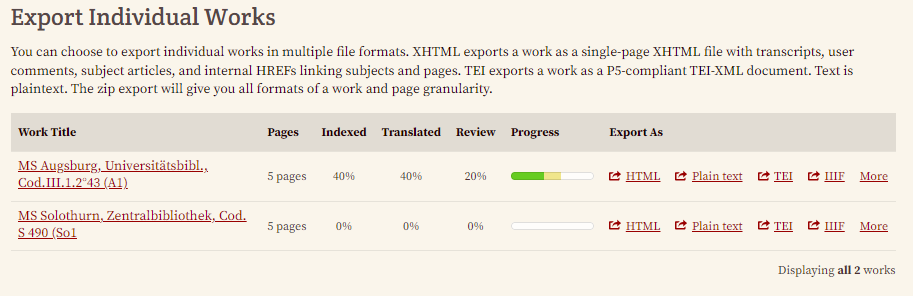 Export Individual Works
You can choose to export individual works in multiple file formats. XHTML exports a work as a single-page XHTML file with transcripts, user
comments, subject articles, and internal HREFs linking subjects and pages. TEI exports a work as a P5-compliant TEI-XML document. Text is
plaintext. The zip export will give you all formats of a work and page granularity.
Work Title Pages Indexed Translated Review Progress Export As
MS Augsburg, Universitätsbibl.,
Cod.III.1.2°43 (A1) 5 pages 40% 40% 20% HTML Plain text TEI IIIF More
MS Solothurn, Zentralbibliothek, Cod.
S 490 (So1 5 pages 0% 0% 0% HTML Plain text TEI IIIF More
Displaying all 2 works